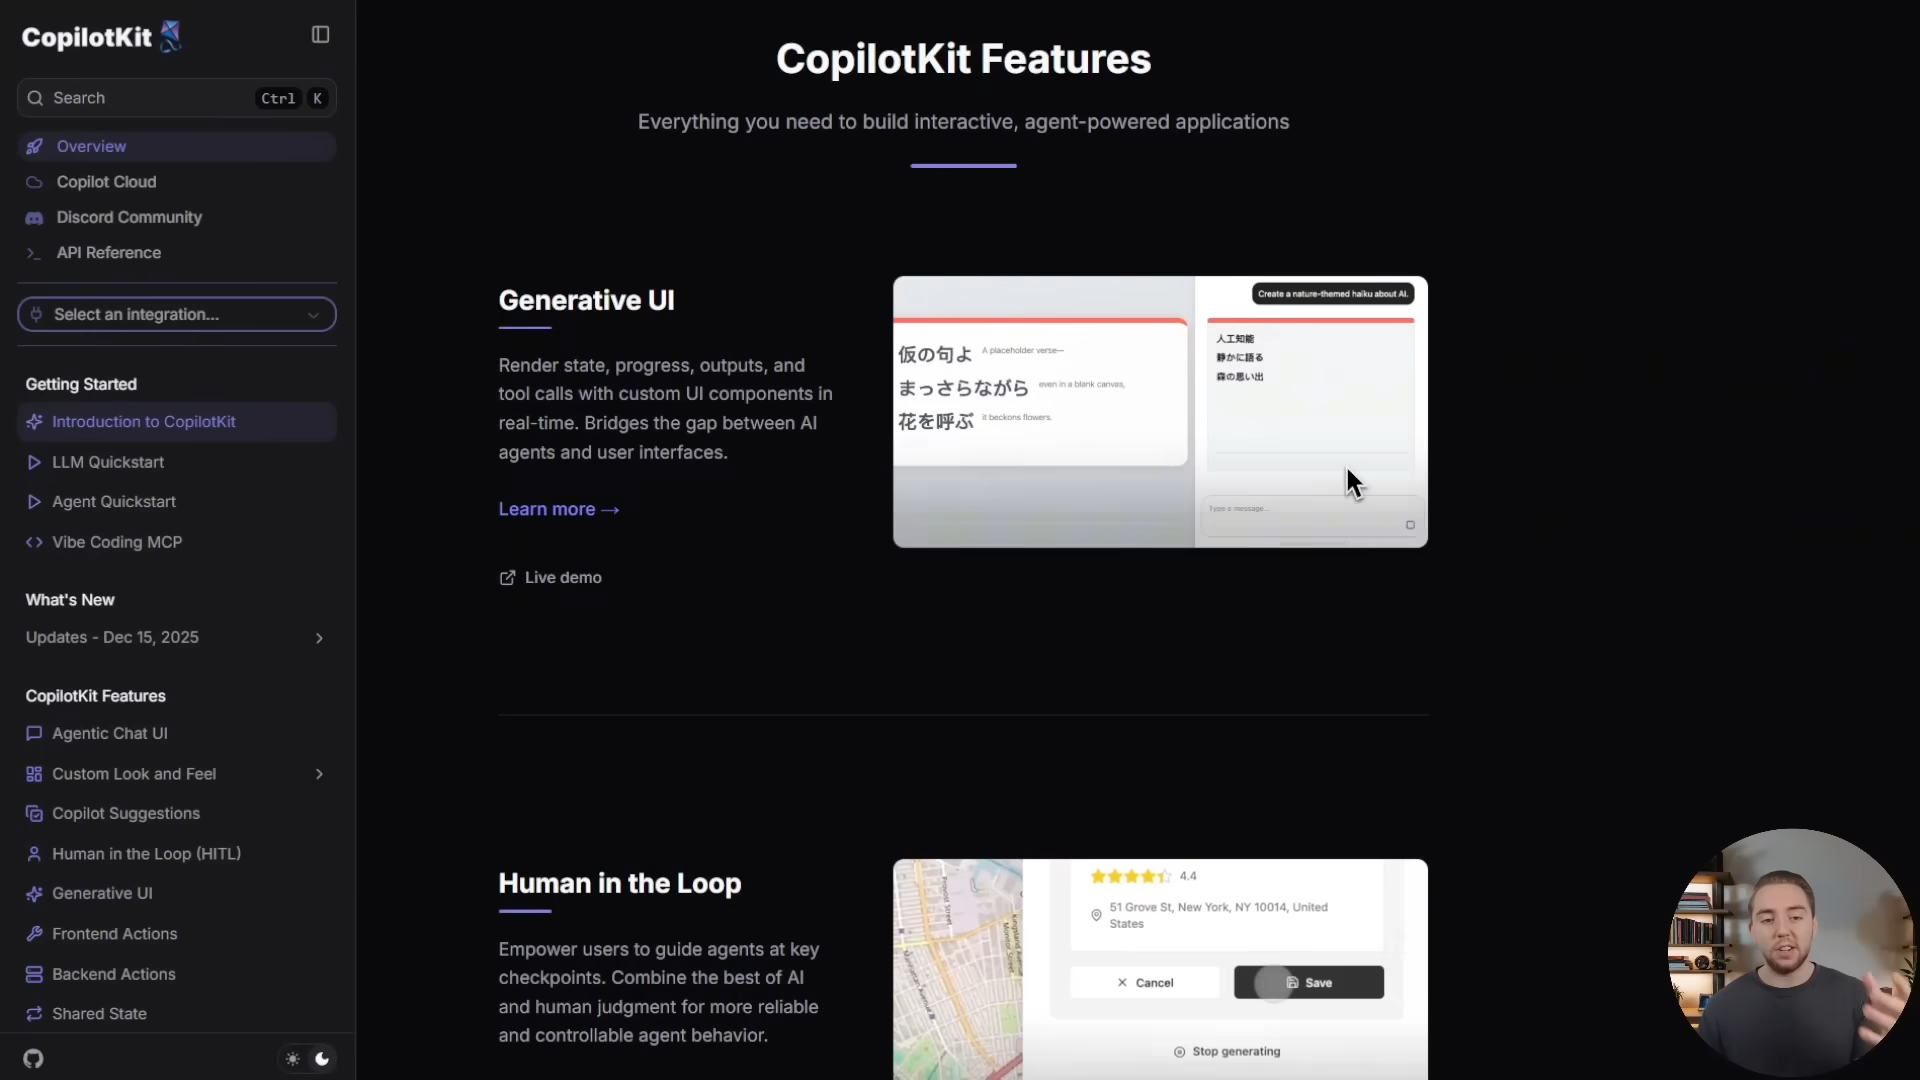 CopilotKit
Search
Ctrl K
Overview
Copilot Cloud
Discord Community
API Reference
Select an integration...
Getting Started
Introduction to CopilotKit
LLM Quickstart
Agent Quickstart
Vibe Coding MCP
What's New
Updates - Dec 15, 2025
CopilotKit Features
Agentic Chat UI
Custom Look and Feel
Copilot Suggestions
Human in the Loop (HITL)
Generative UI
Frontend Actions
Backend Actions
Shared State
CopilotKit Features
Everything you need to build interactive, agent-powered applications
Generative UI
Render state, progress, outputs, and
tool calls with custom UI components in
real-time. Bridges the gap between AI
agents and user interfaces.
Learn more →
Live demo
仮の句よ A placeholder verse—
まっさらながら even in a blank canvas,
花を呼ぶ it beckons flowers.
Create a nature-themed haiku about AI.
人工知能
静かに語る
森の思い出
Type a message...
Human in the Loop
Empower users to guide agents at key
checkpoints. Combine the best of AI
and human judgment for more reliable
and controllable agent behavior.
4.4
51 Grove St, New York, NY 10014, United
States
Cancel
Save
Stop generating